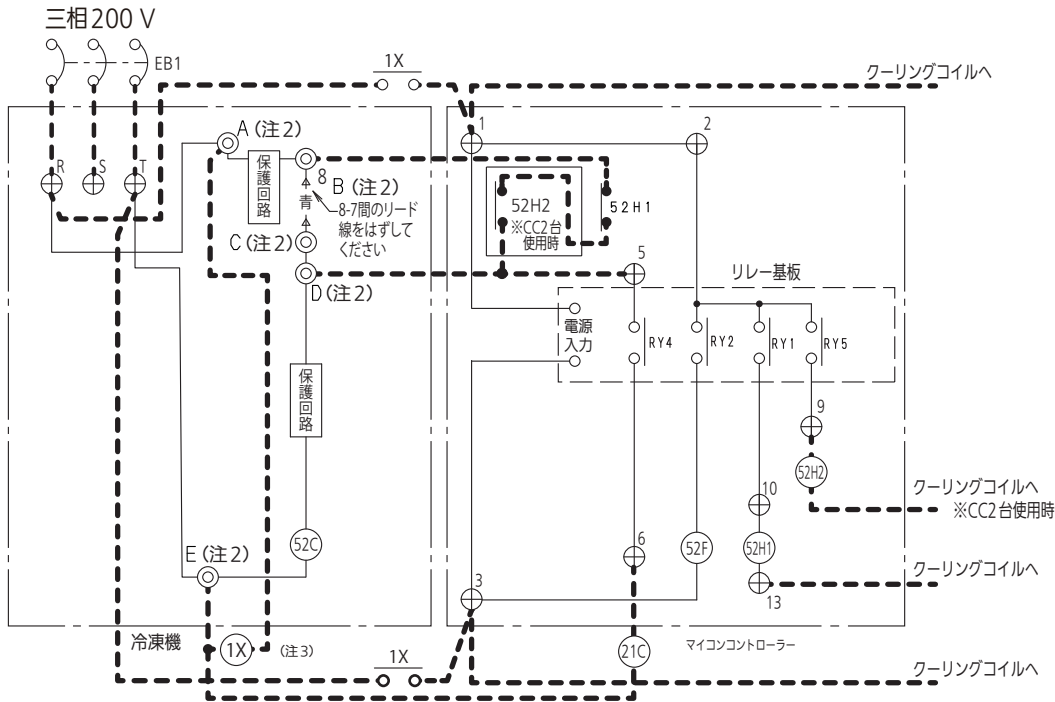 三相200 V
EB1
1X
クーリングコイルへ
R
S
T
A(注2)
保護回路
8
B(注2)
青
8-7間のリード
線をはずして
ください
C(注2)
D(注2)
1
2
52H2
※CC2台
使用時
52H1
5
リレー基板
電源
入力
RY4
RY2
RY1
RY5
保護回路
9
52H2
クーリングコイルへ
※CC2台使用時
10
52C
E(注2)
6
52F
52H1
クーリングコイルへ
13
3
冷凍機
1X
(注3)
1X
21C
マイコンコントローラー
クーリングコイルへ